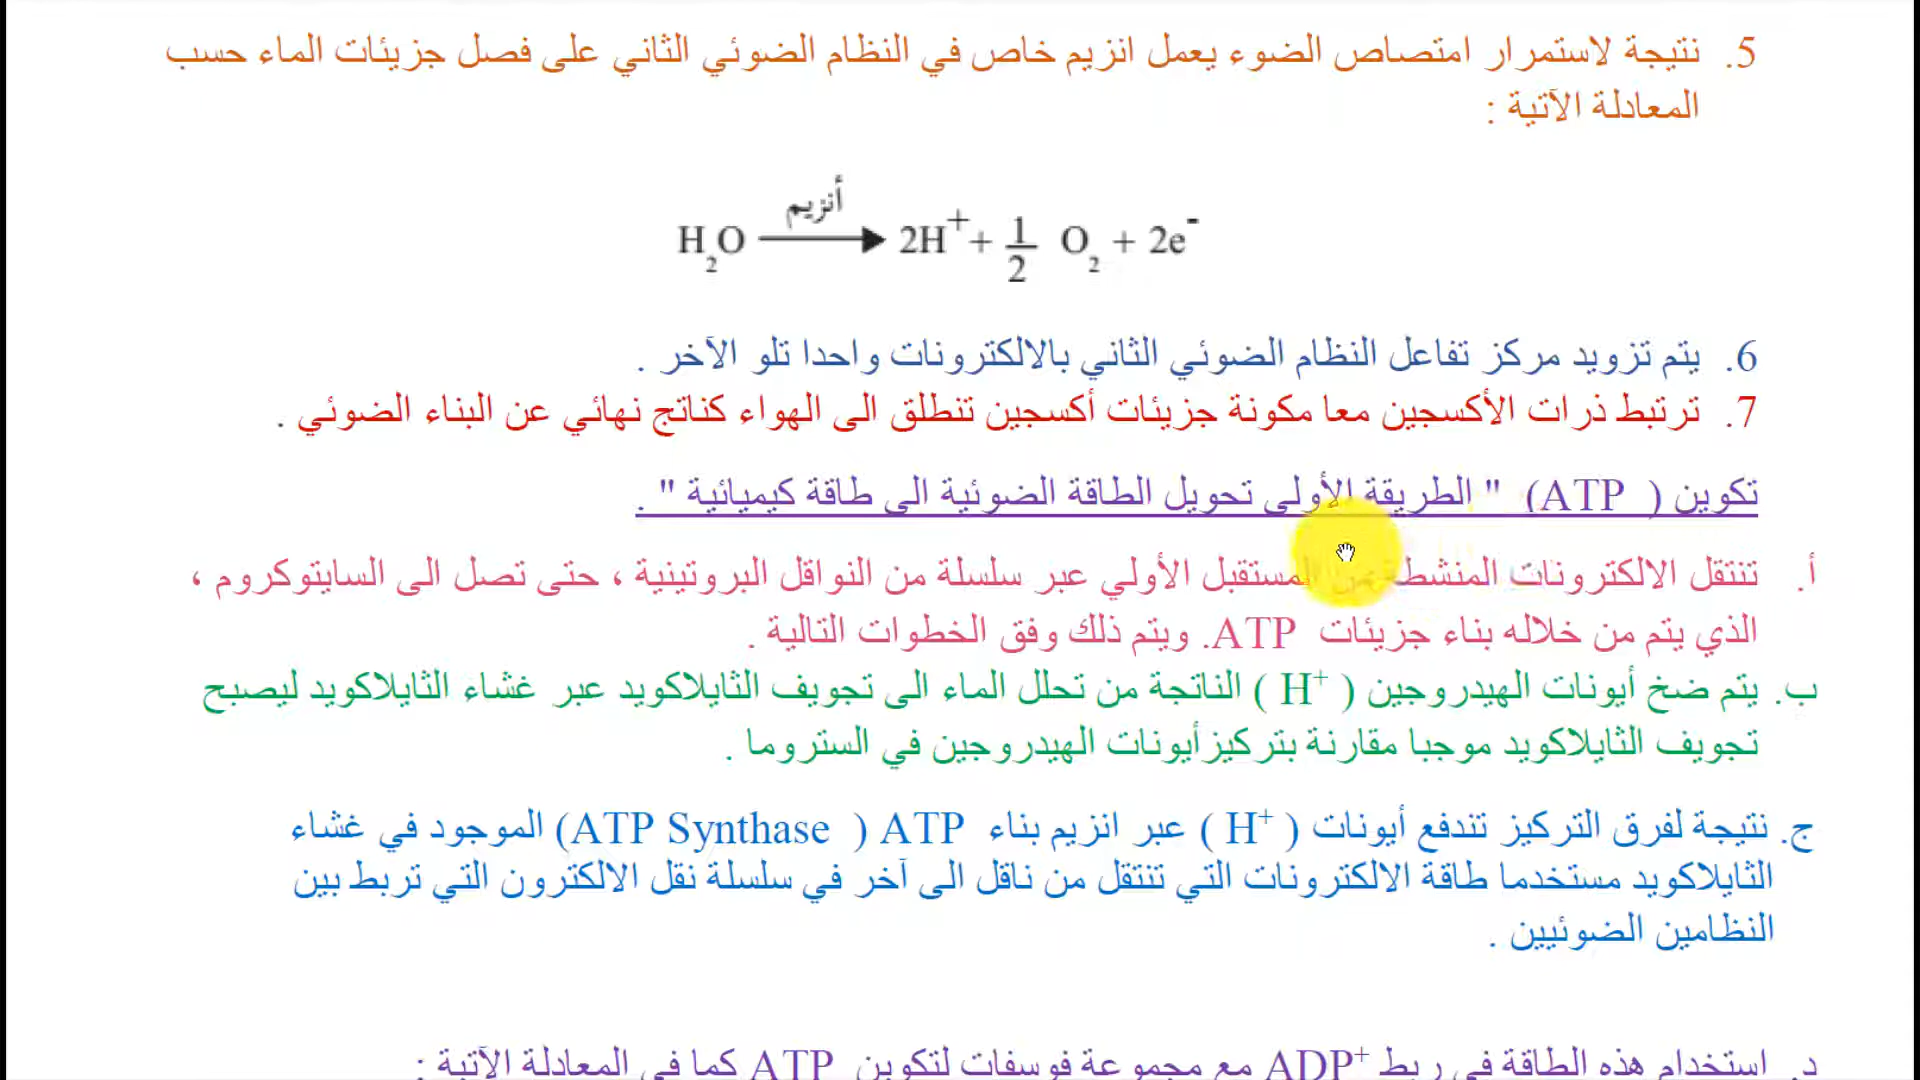 5. نتيجة لاستمرار امتصاص الضوء يعمل انزيم خاص في النظام الضوئي الثاني على فصل جزيئات الماء حسب
المعادلة الآتية :
أنزيم
H₂O ⟶ 2H⁺ + 1/2 O₂ + 2e⁻
6. يتم تزويد مركز تفاعل النظام الضوئي الثاني بالالكترونات واحدا تلو الآخر .
7. ترتبط ذرات الأكسجين معا مكونة جزيئات أكسجين تنطلق الى الهواء كناتج نهائي عن البناء الضوئي .
تكوين ( ATP) " الطريقة الأولى تحويل الطاقة الضوئية الى طاقة كيميائية " .
أ. تنتقل الالكترونات المنشطة من المستقبل الأولي عبر سلسلة من النواقل البروتينية ، حتى تصل الى السايتوكروم ،
الذي يتم من خلاله بناء جزيئات ATP. ويتم ذلك وفق الخطوات التالية .
ب. يتم ضخ أيونات الهيدروجين ( H⁺ ) الناتجة من تحلل الماء الى تجويف الثايلاكويد عبر غشاء الثايلاكويد ليصبح
تجويف الثايلاكويد موجبا مقارنة بتركيزأيونات الهيدروجين في الستروما .
ج. نتيجة لفرق التركيز تندفع أيونات ( H⁺ ) عبر انزيم بناء ATP ( ATP Synthase) الموجود في غشاء
الثايلاكويد مستخدما طاقة الالكترونات التي تنتقل من ناقل الى آخر في سلسلة نقل الالكترون التي تربط بين
النظامين الضوئيين .
د. استخدام هذه الطاقة في ربط ADP⁺ مع مجموعة فوسفات لتكوين ATP كما في المعادلة الآتية :